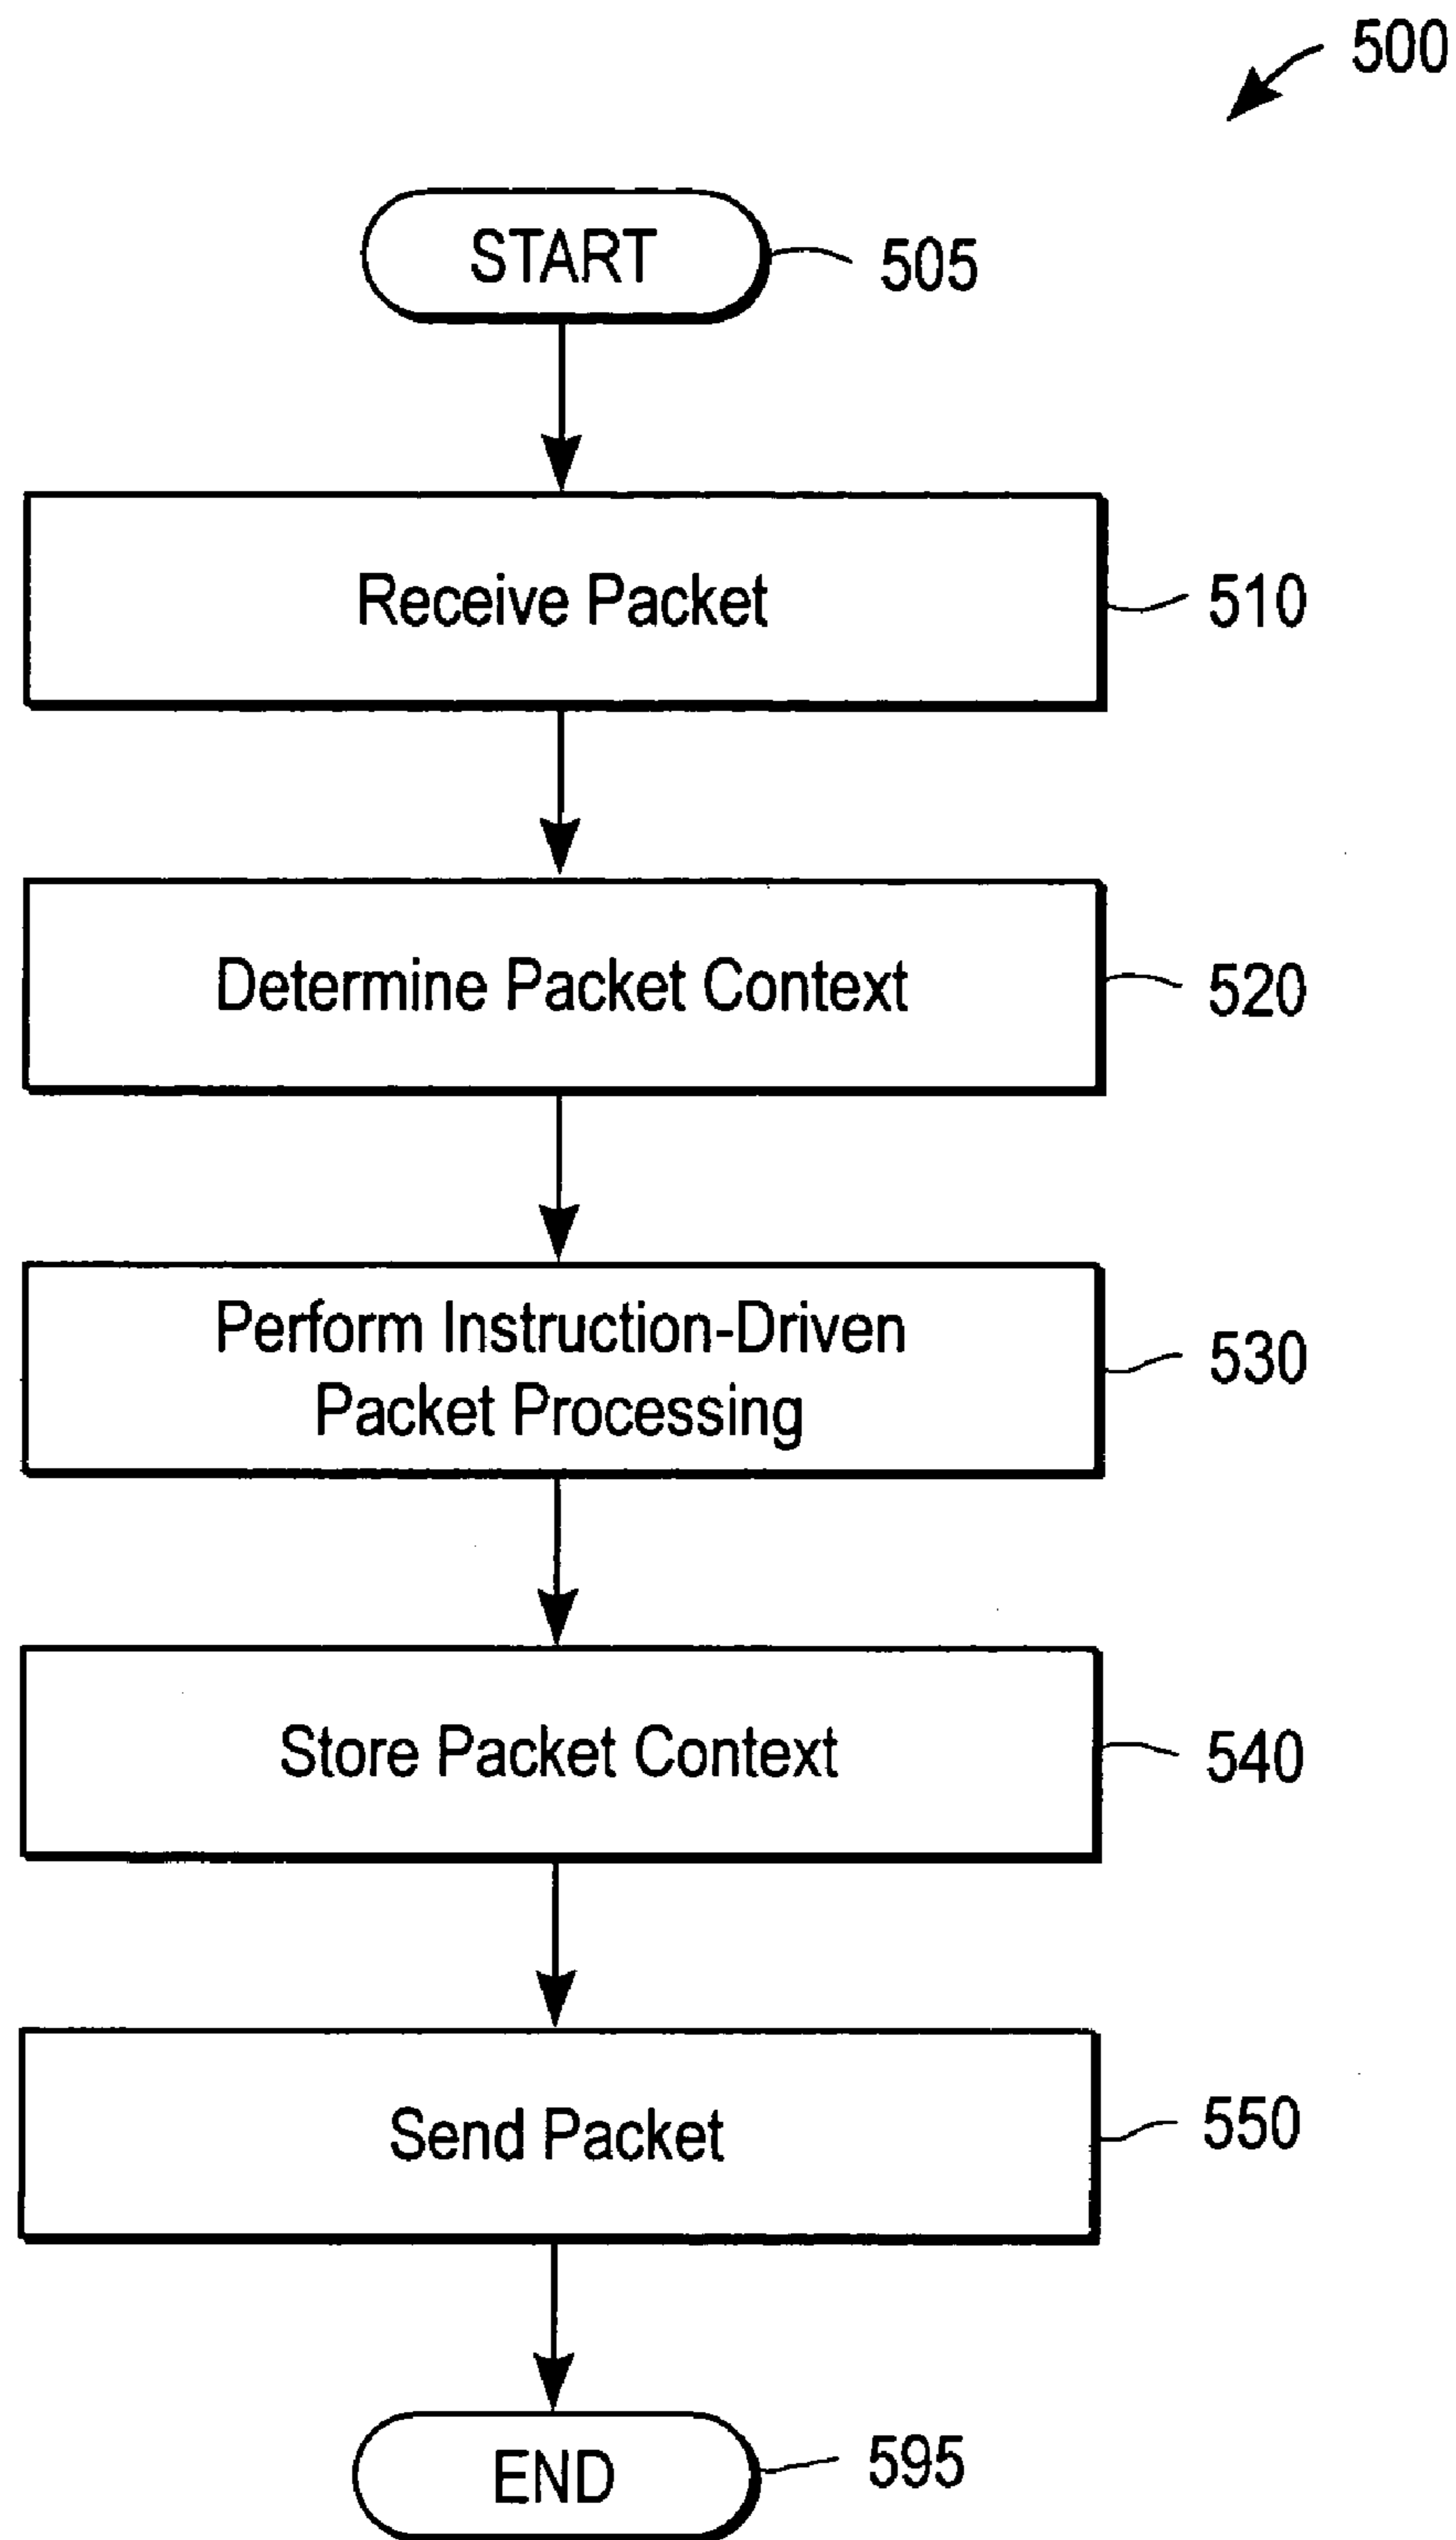 500
START
505
Receive Packet
510
Determine Packet Context
520
Perform Instruction-Driven
Packet Processing
530
Store Packet Context
540
Send Packet
550
END
595